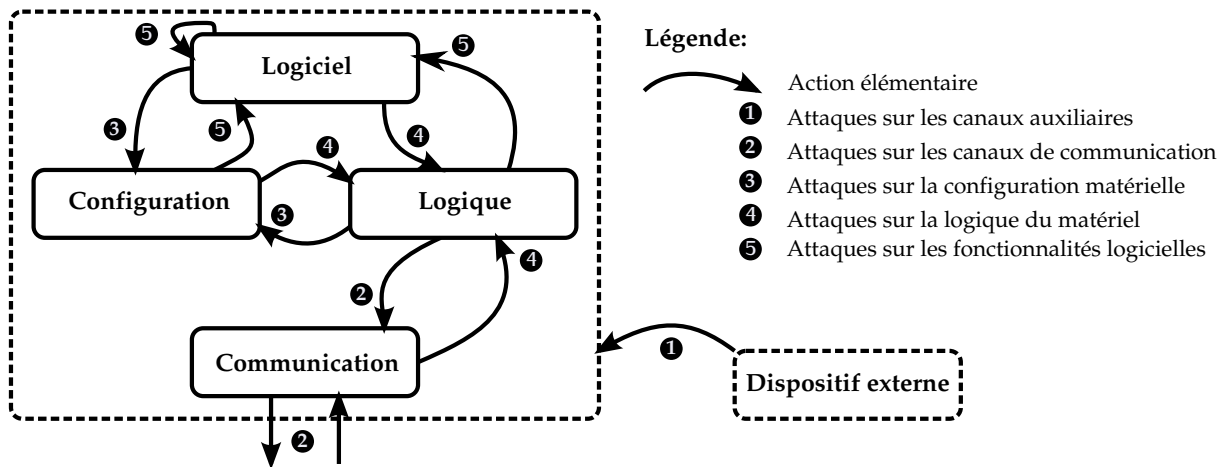 ❺
❺
Logiciel
Légende:
Action élémentaire
❶ Attaques sur les canaux auxiliaires
❸
❺
❹
❹
❷ Attaques sur les canaux de communication
❸ Attaques sur la configuration matérielle
Configuration
Logique
❸
❹ Attaques sur la logique du matériel
❺ Attaques sur les fonctionnalités logicielles
❹
❷
Communication
❶
Dispositif externe
❷